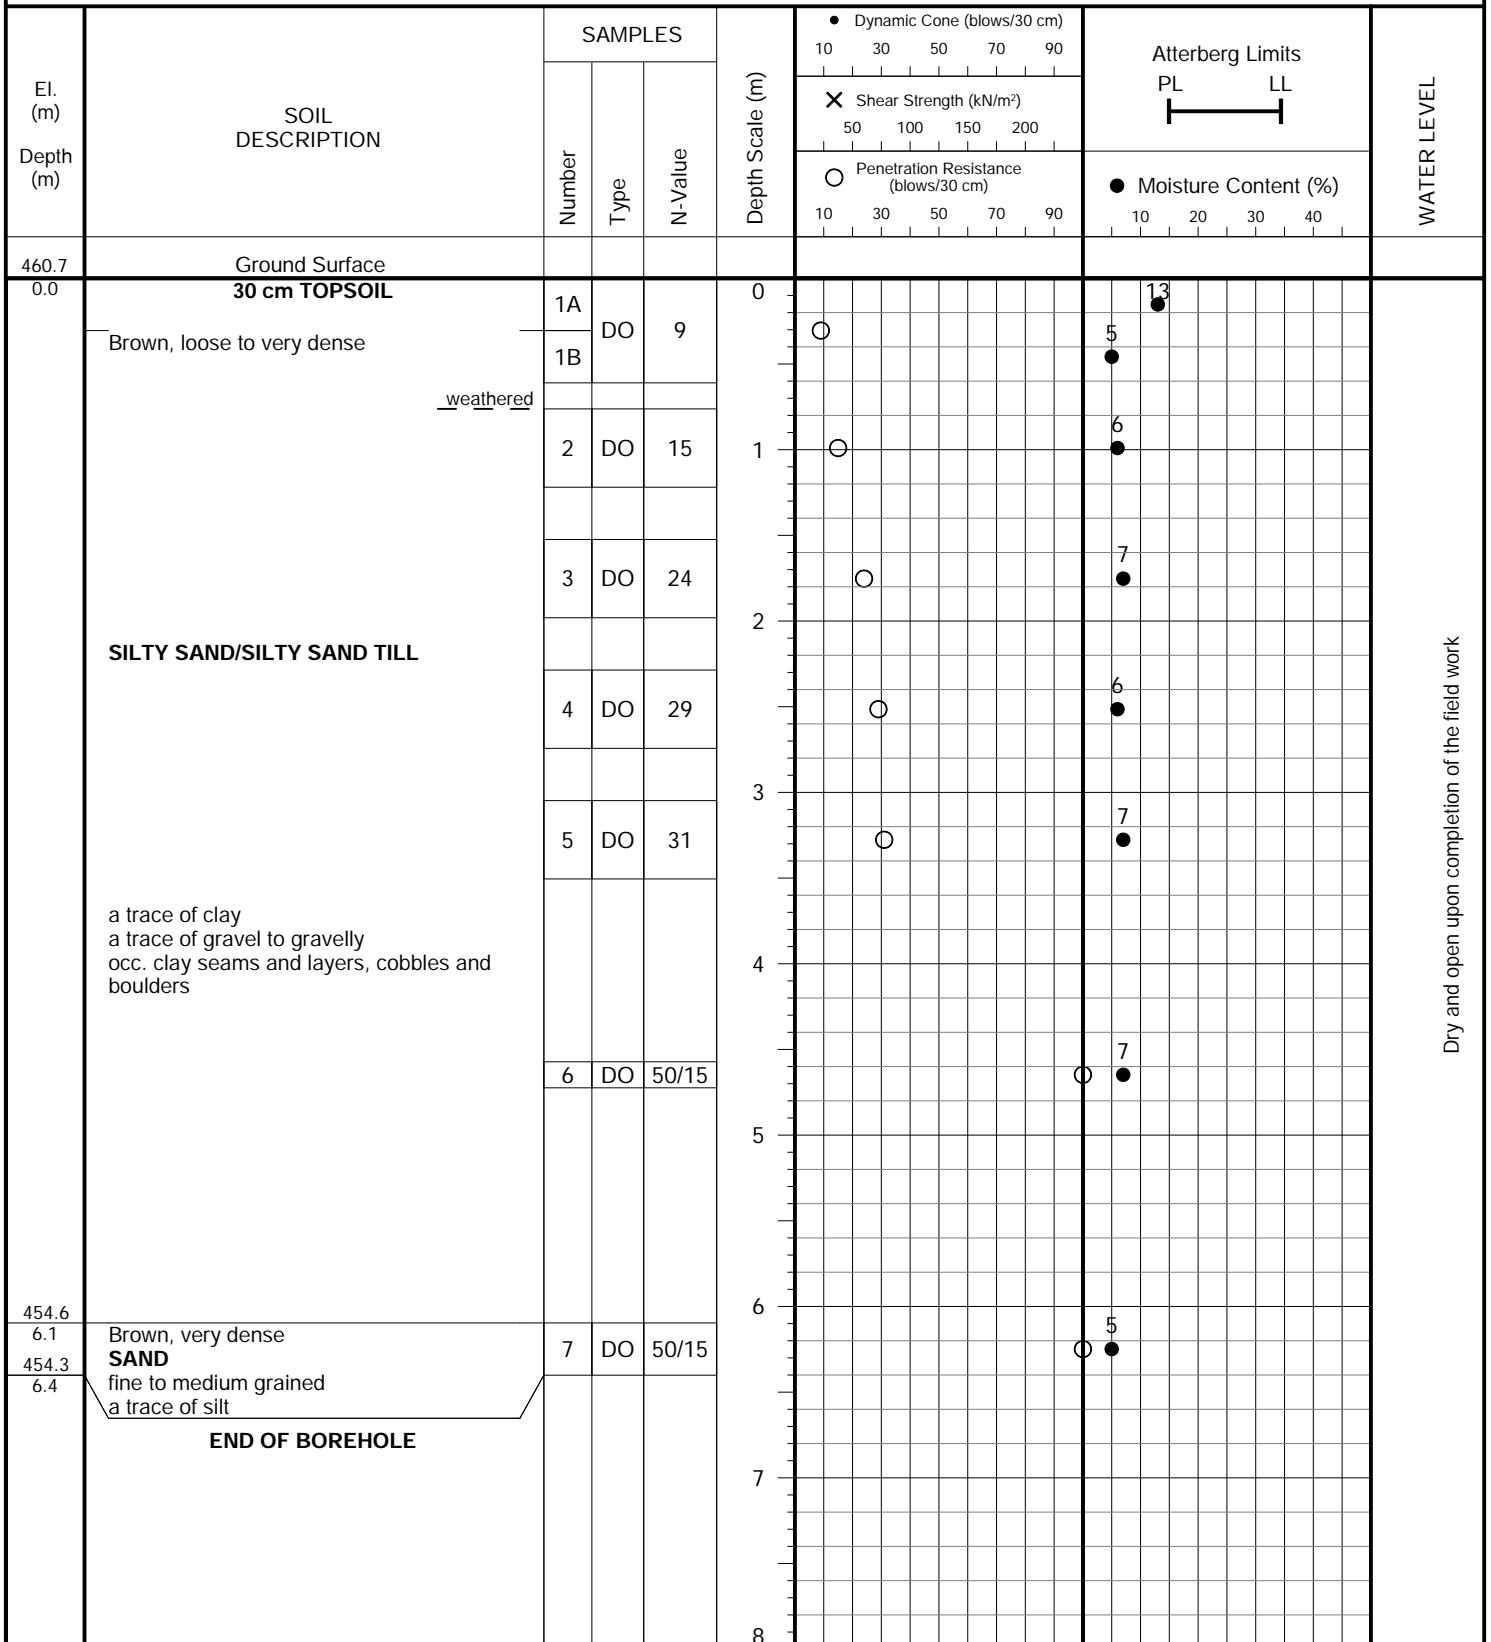 El.
(m)
Depth
(m)
SOIL
DESCRIPTION
SAMPLES
Number
Type
N-Value
Depth Scale (m)
Dynamic Cone (blows/30 cm)
10 30 50 70 90
Shear Strength (kN/m²)
50 100 150 200
Penetration Resistance
(blows/30 cm)
10 30 50 70 90
Atterberg Limits
PL LL
Moisture Content (%)
10 20 30 40
WATER LEVEL
460.7 Ground Surface
0.0 30 cm TOPSOIL 1A 0 13
DO 9
Brown, loose to very dense 1B 5
weathered
2 DO 15 1 6
3 DO 24 7
2
SILTY SAND/SILTY SAND TILL
4 DO 29 6
3
5 DO 31 7
a trace of clay
a trace of gravel to gravelly
occ. clay seams and layers, cobbles and
boulders
4
6 DO 50/15 7
5
454.6 6
6.1 Brown, very dense
454.3 SAND 7 DO 50/15 5
6.4 fine to medium grained
a trace of silt
END OF BOREHOLE
7
8
Dry and open upon completion of the field work